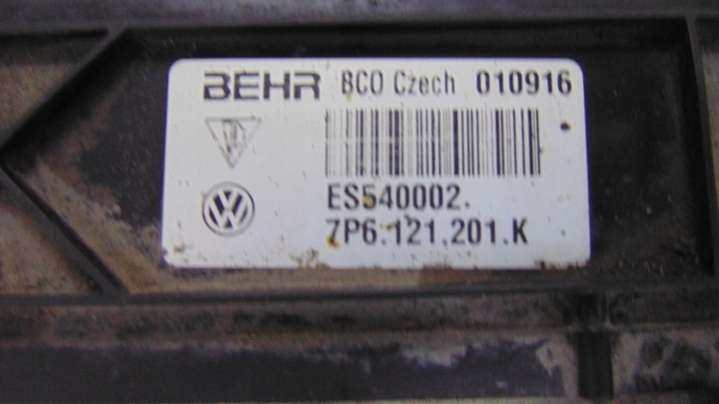 BEHR BCO Czech 010916
ES540002.
7P6.121.201.K